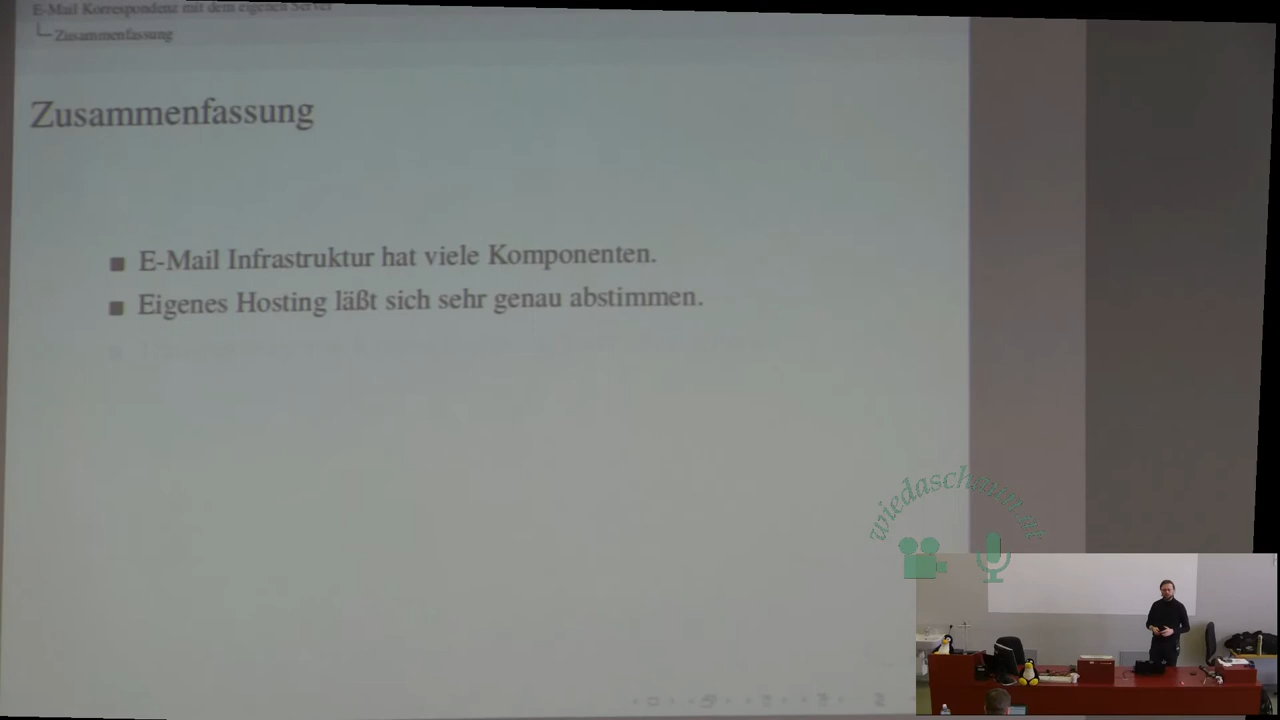 E-Mail Korrespondenz mit dem eigenen Server
Zusammenfassung
Zusammenfassung
E-Mail Infrastruktur hat viele Komponenten.
Eigenes Hosting läßt sich sehr genau abstimmen.
wiedaschaun.at